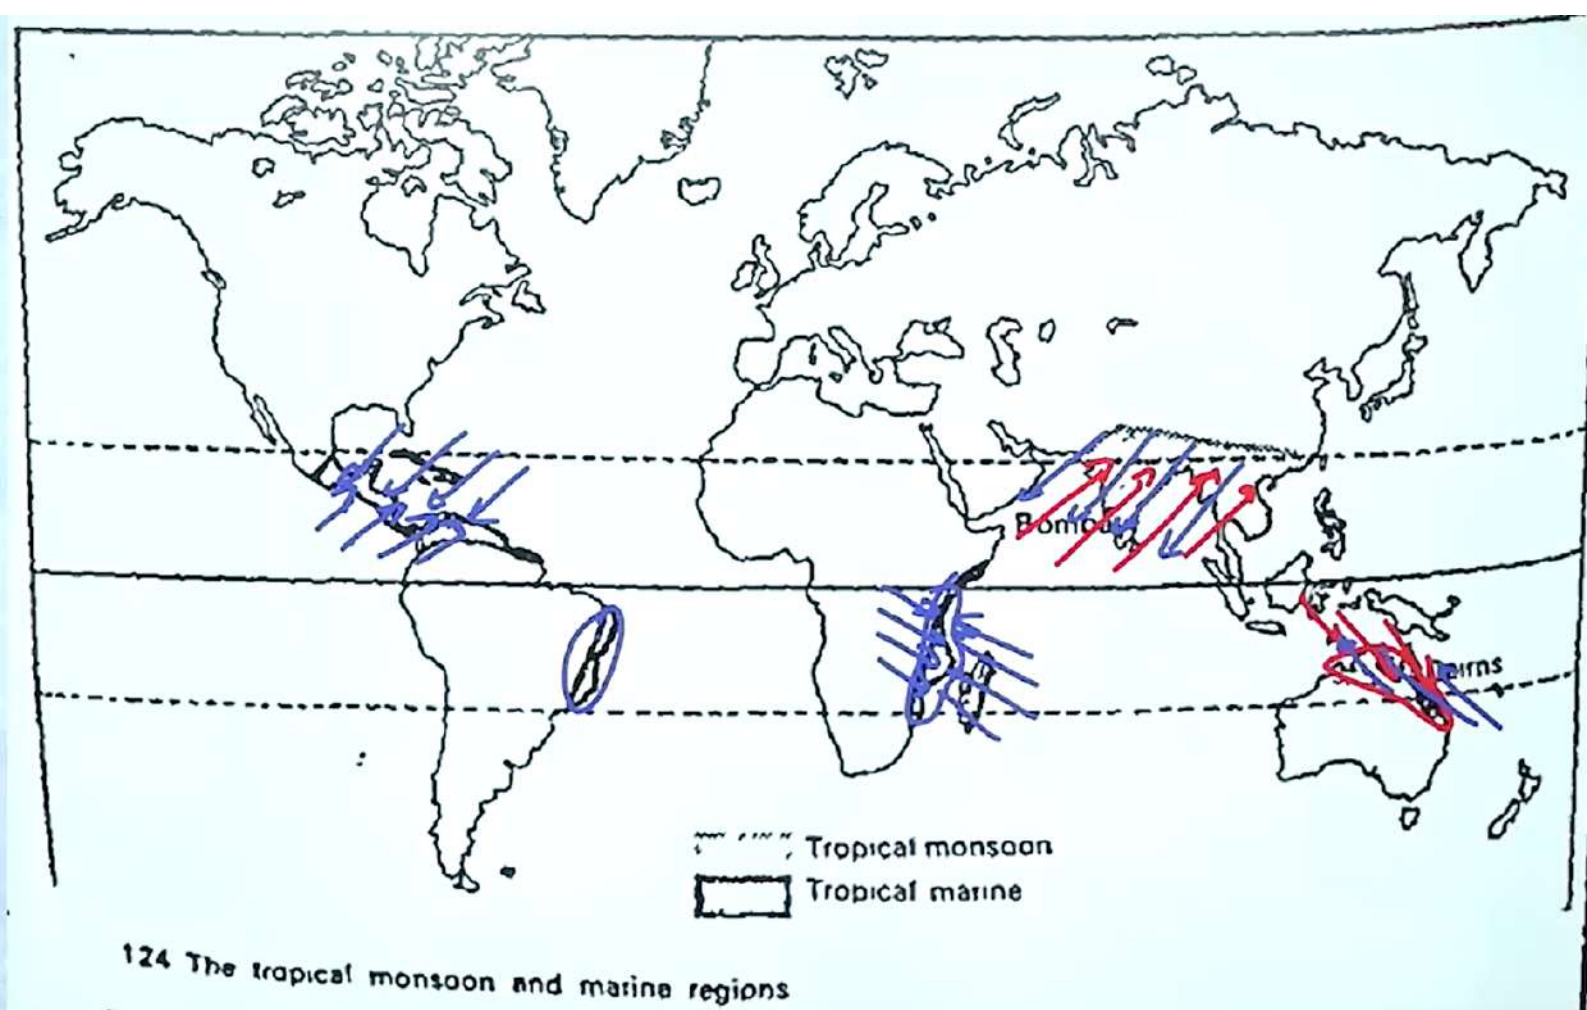 Tropical monsoon
Tropical marine
124 The tropical monsoon and marine regions